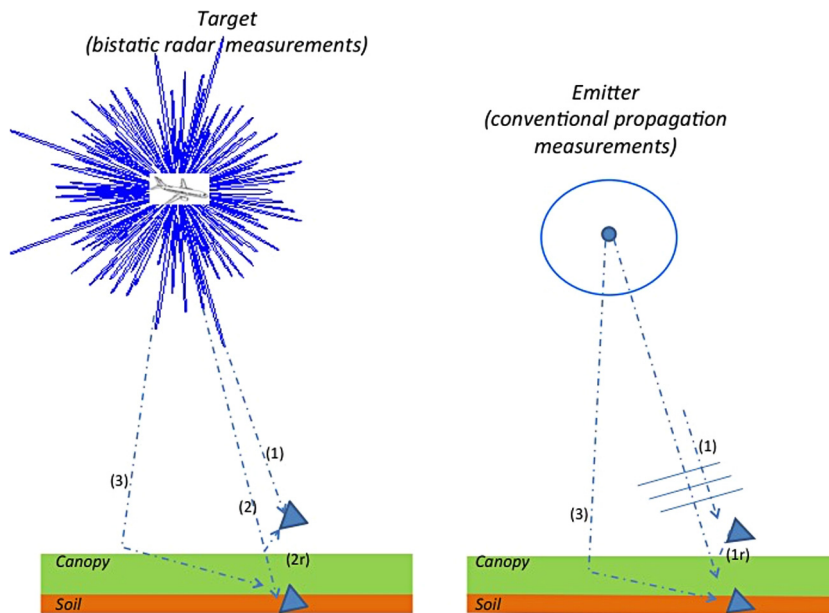 Target
(bistatic radar measurements)
Emitter
(conventional propagation
measurements)
(1)
(3)
(2)
(2r)
Canopy
Soil
(1)
(3)
(1r)
Canopy
Soil